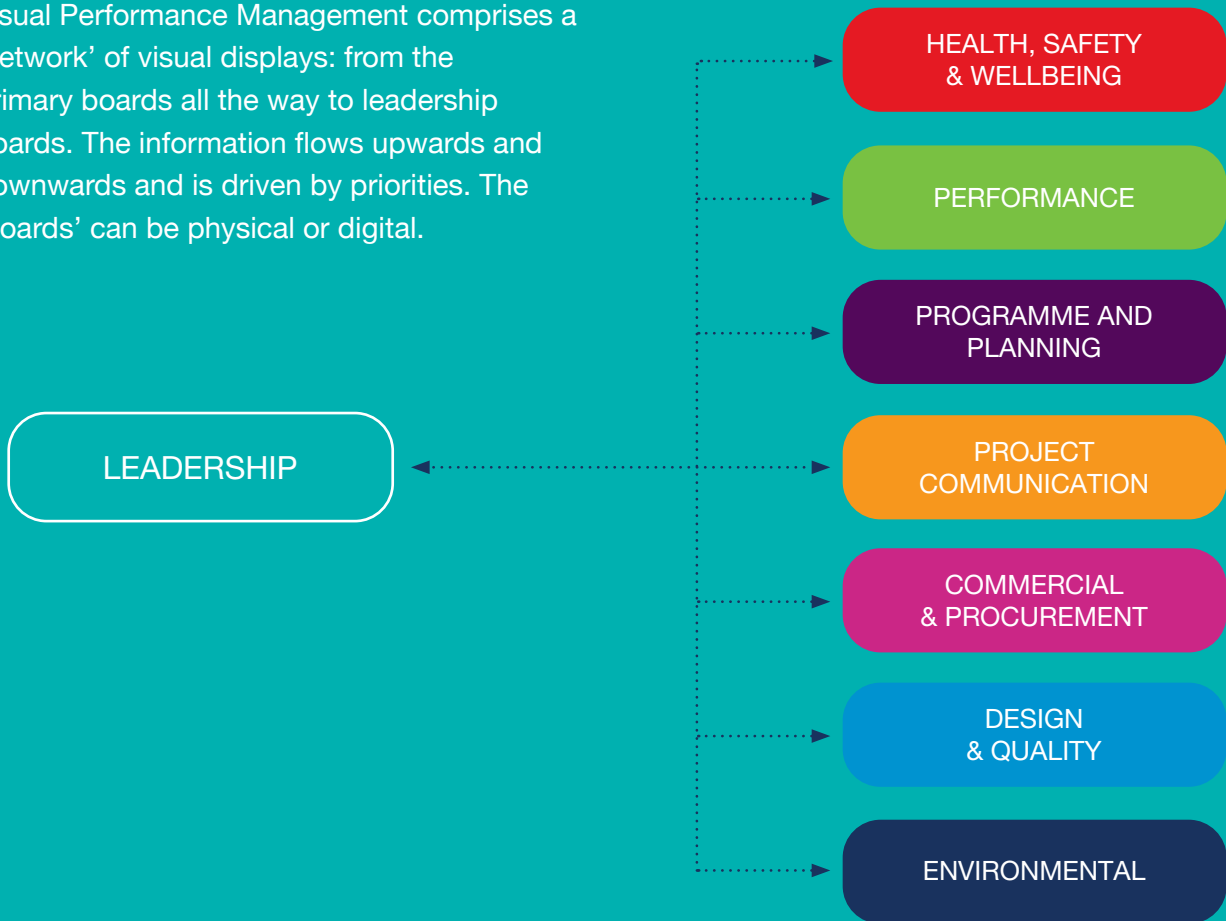 isual Performance Management comprises a
etwork’ of visual displays: from the
rimary boards all the way to leadership
oards. The information flows upwards and
ownwards and is driven by priorities. The
oards’ can be physical or digital.
LEADERSHIP
HEALTH, SAFETY
& WELLBEING
PERFORMANCE
PROGRAMME AND
PLANNING
PROJECT
COMMUNICATION
COMMERCIAL
& PROCUREMENT
DESIGN
& QUALITY
ENVIRONMENTAL